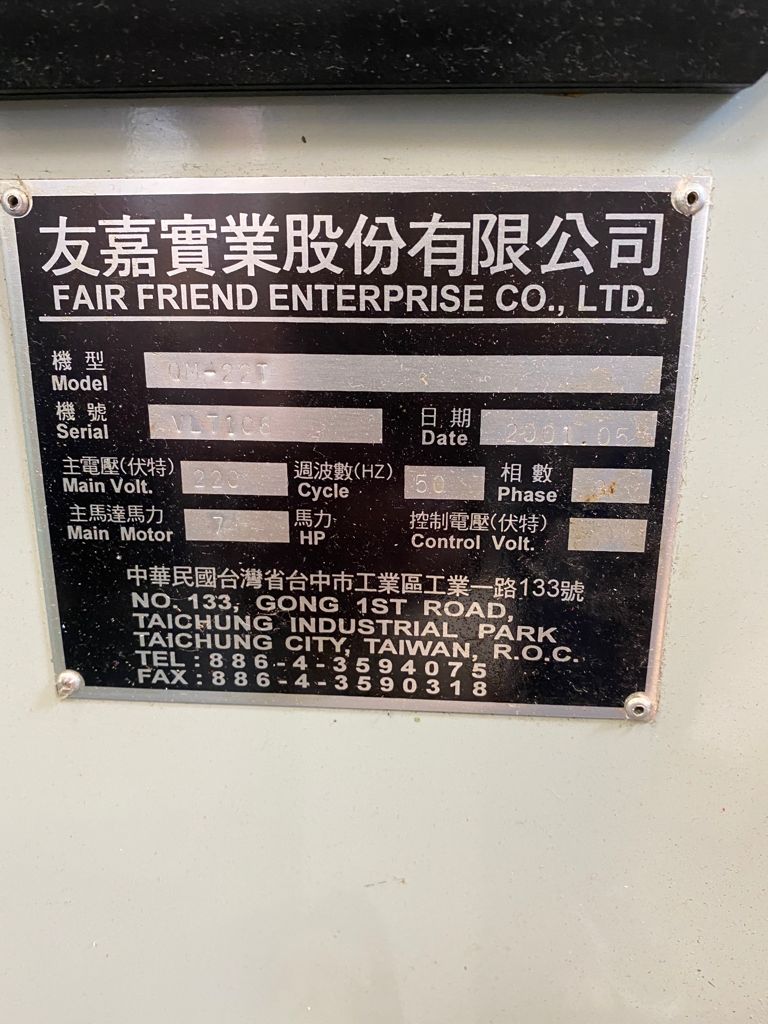 友嘉實業股份有限公司
FAIR FRIEND ENTERPRISE CO., LTD.
機型 QM-22T
Model
機號 VLT108 日期 2001.05
Serial Date
主電壓(伏特) 220 週波數(HZ) 50 相數
Main Volt. Cycle Phase
主馬達馬力 7 馬力 控制電壓(伏特)
Main Motor HP Control Volt.
中華民國台灣省台中市工業區工業一路133號
NO. 133, GONG 1ST ROAD,
TAICHUNG INDUSTRIAL PARK
TAICHUNG CITY, TAIWAN, R.O.C.
TEL : 886-4-3594075
FAX : 886-4-3590318